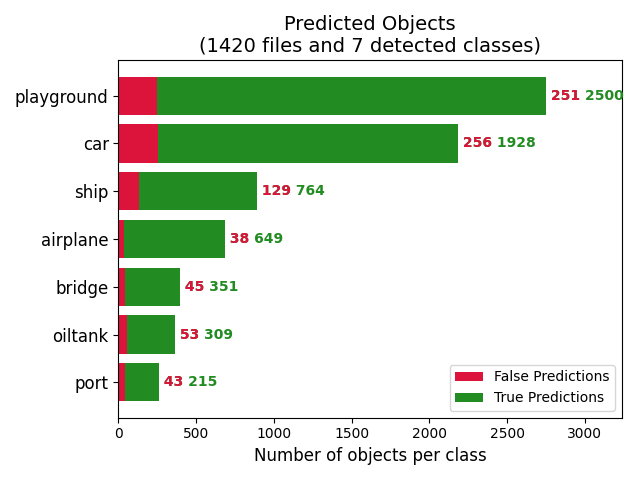 Predicted Objects
(1420 files and 7 detected classes)
playground 251 2500
car 256 1928
ship 129 764
airplane 38 649
bridge 45 351
oiltank 53 309
port 43 215
False Predictions
True Predictions
0 500 1000 1500 2000 2500 3000
Number of objects per class